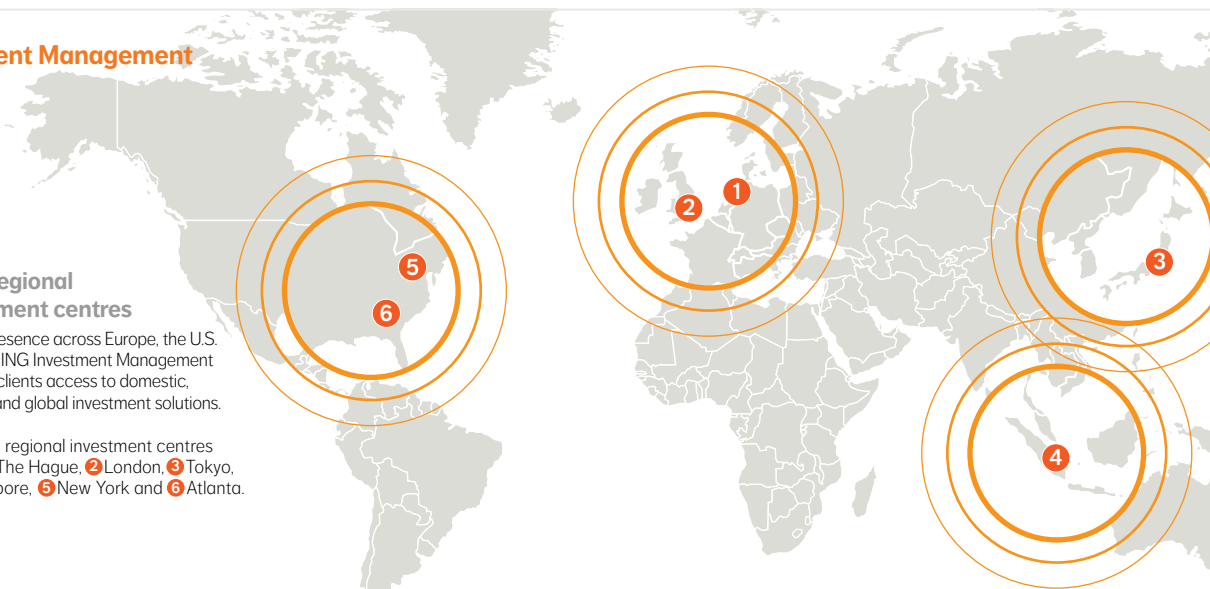 ent Management
egional
ment centres
esence across Europe, the U.S.
ING Investment Management
clients access to domestic,
and global investment solutions.
regional investment centres
The Hague, 2 London, 3 Tokyo,
pore, 5 New York and 6 Atlanta.
1
2
3
5
6
4